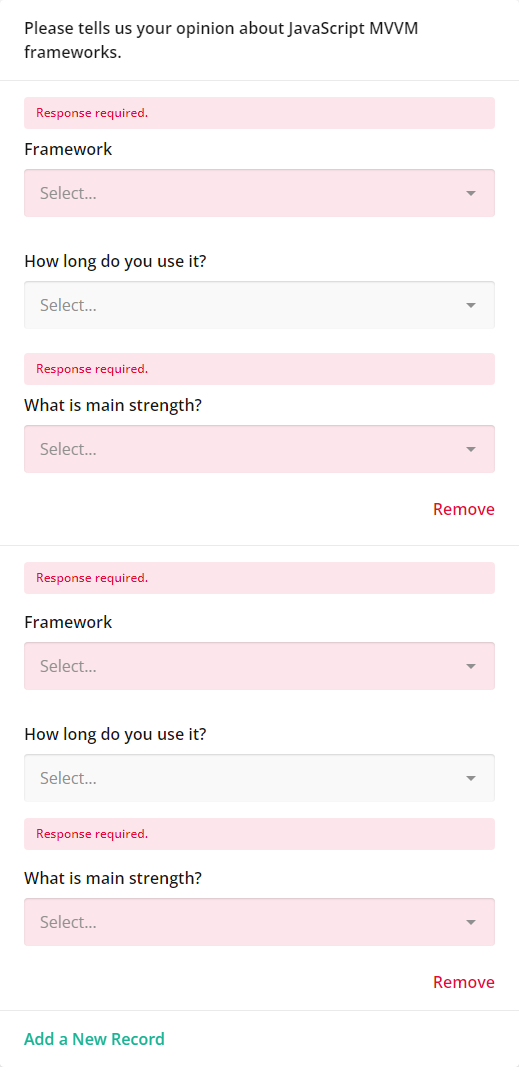 Please tells us your opinion about JavaScript MVVM
frameworks.
Response required.
Framework
Select...
How long do you use it?
Select...
Response required.
What is main strength?
Select...
Remove
Response required.
Framework
Select...
How long do you use it?
Select...
Response required.
What is main strength?
Select...
Remove
Add a New Record